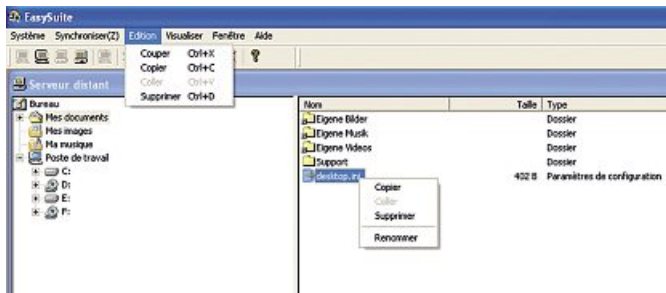 EasySuite
Système Synchroniser(Z) Edition Visualiser Fenêtre Aide
Couper Ctrl+X
Copier Ctrl+C
Coller Ctrl+V
Supprimer Ctrl+D
Serveur distant
Bureau
Mes documents
Mes images
Ma musique
Poste de travail
C:
D:
E:
F:
Nom Taille Type
Eigene Bilder Dossier
Eigene Musik Dossier
Eigene Videos Dossier
Support Dossier
desktop.ini 402 B Paramètres de configuration
Copier
Coller
Supprimer
Renommer